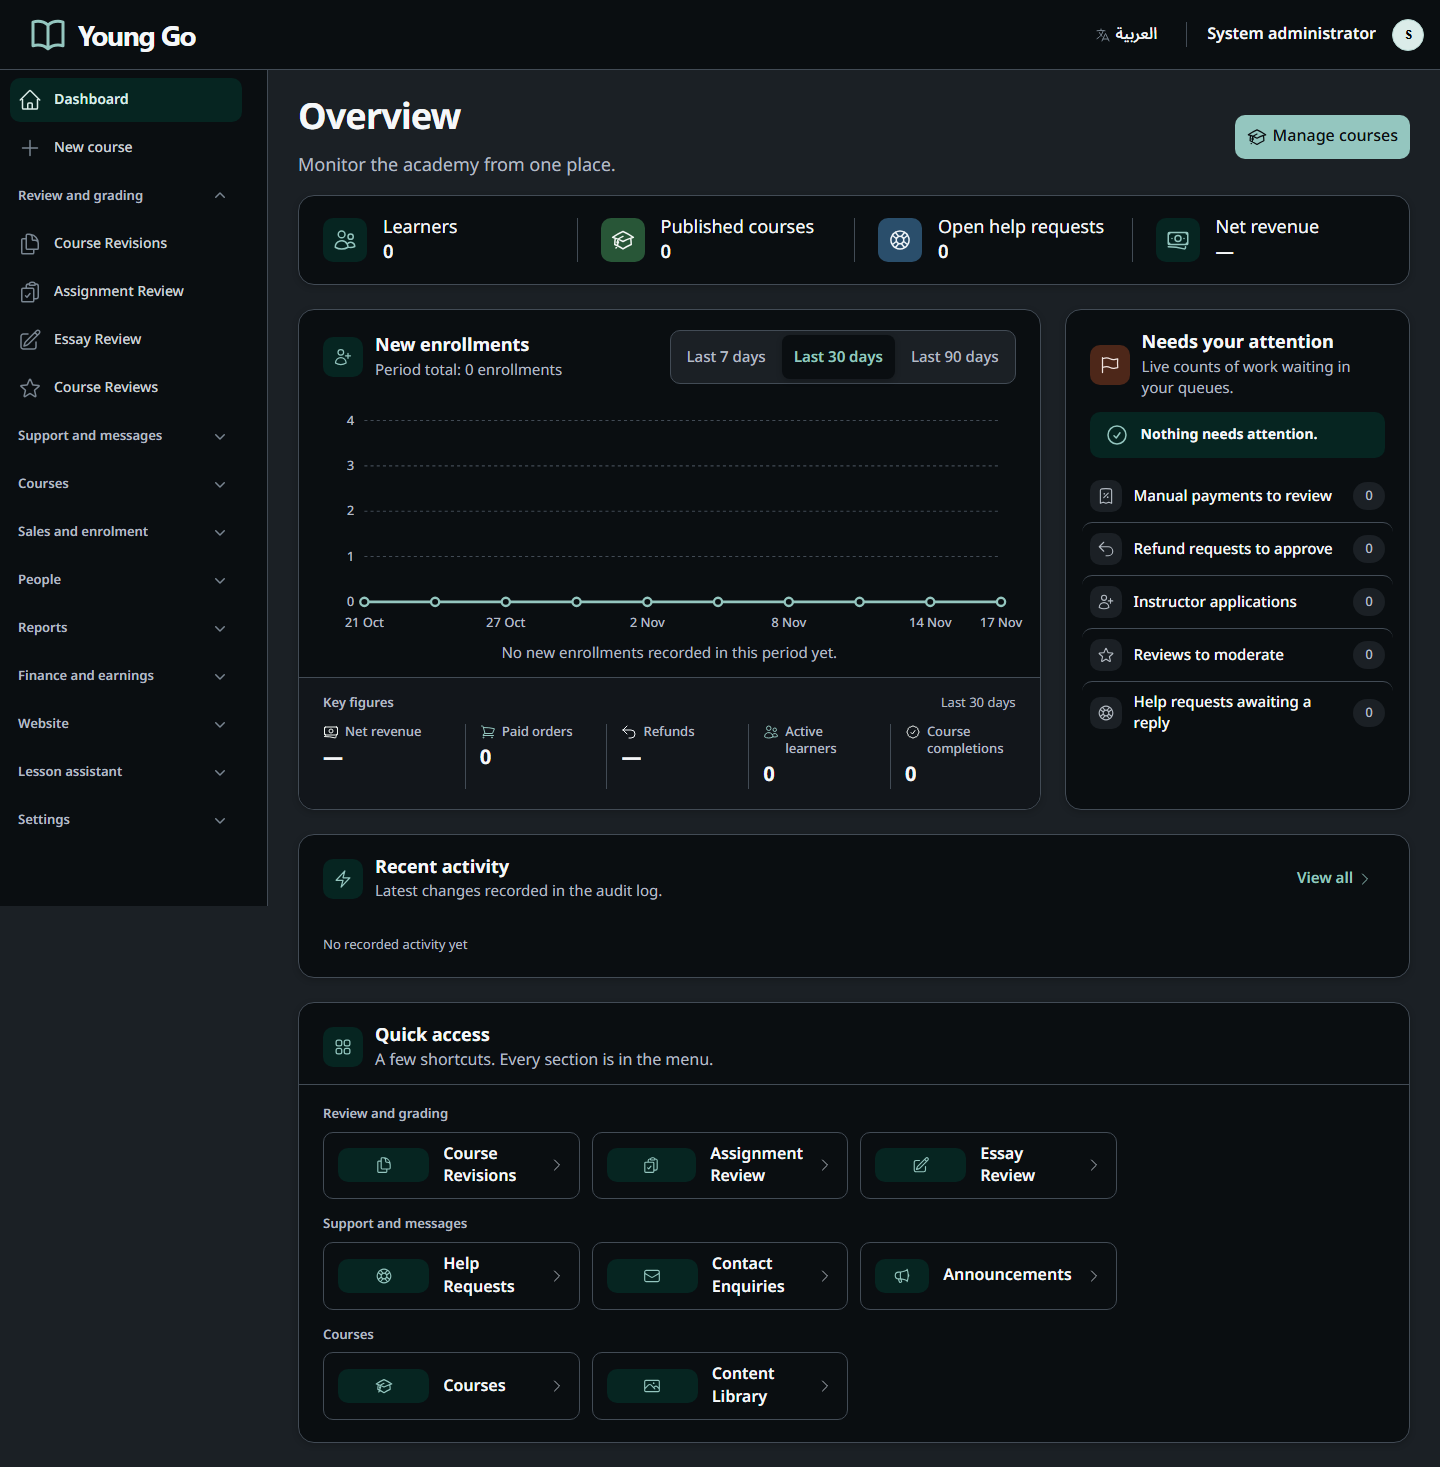 Young Go
العربية
System administrator
S
Dashboard
New course
Review and grading
Course Revisions
Assignment Review
Essay Review
Course Reviews
Support and messages
Courses
Sales and enrolment
People
Reports
Finance and earnings
Website
Lesson assistant
Settings
Overview
Monitor the academy from one place.
Manage courses
Learners
0
Published courses
0
Open help requests
0
Net revenue
—
New enrollments
Period total: 0 enrollments
Last 7 days
Last 30 days
Last 90 days
4
3
2
1
0
21 Oct
27 Oct
2 Nov
8 Nov
14 Nov
17 Nov
No new enrollments recorded in this period yet.
Key figures
Last 30 days
Net revenue
—
Paid orders
0
Refunds
—
Active
learners
0
Course
completions
0
Needs your attention
Live counts of work waiting in
your queues.
Nothing needs attention.
Manual payments to review
0
Refund requests to approve
0
Instructor applications
0
Reviews to moderate
0
Help requests awaiting a
reply
0
Recent activity
Latest changes recorded in the audit log.
View all
No recorded activity yet
Quick access
A few shortcuts. Every section is in the menu.
Review and grading
Course
Revisions
Assignment
Review
Essay
Review
Support and messages
Help
Requests
Contact
Enquiries
Announcements
Courses
Courses
Content
Library